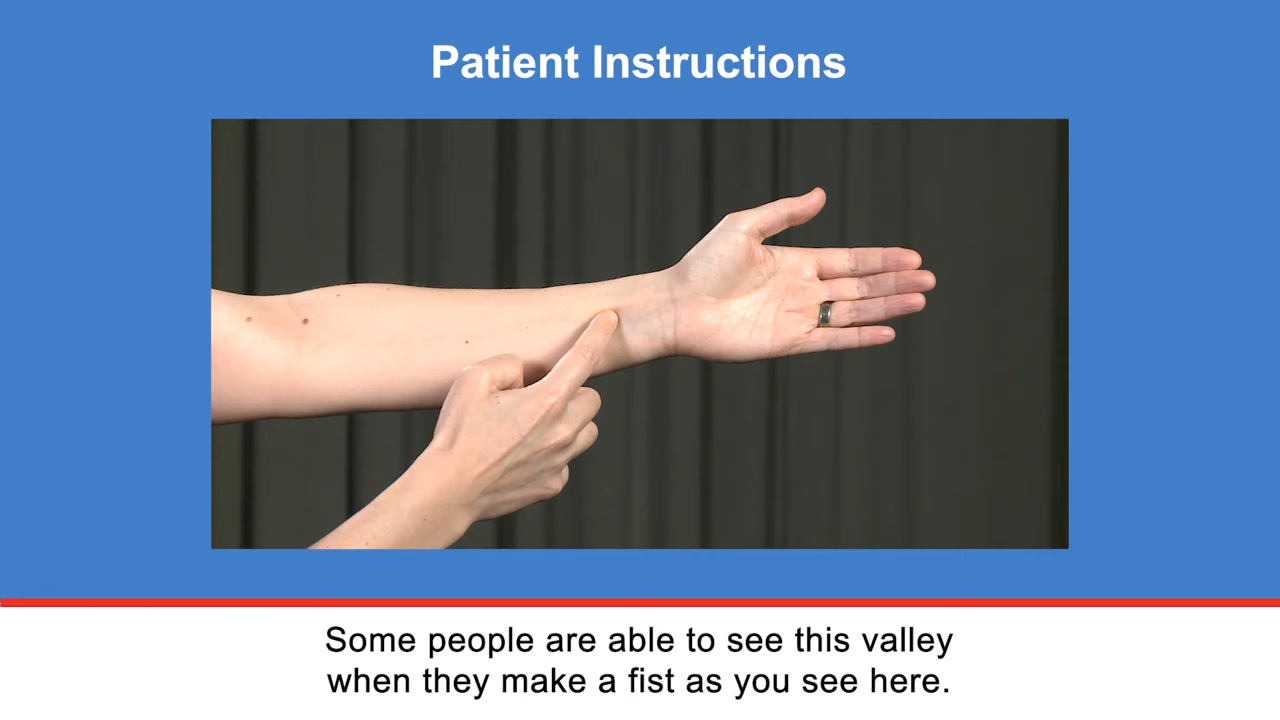 Patient Instructions
Some people are able to see this valley
when they make a fist as you see here.